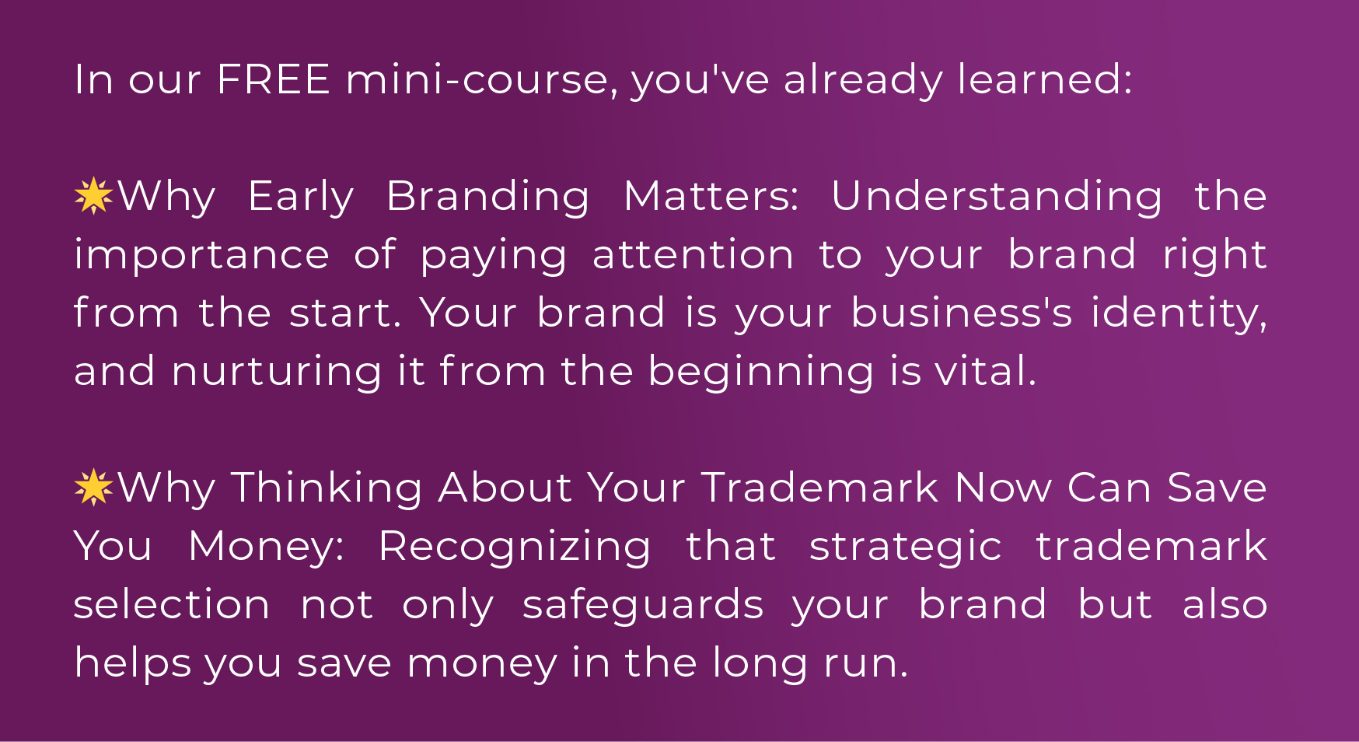 In our FREE mini-course, you've already learned:
🌟Why Early Branding Matters: Understanding the
importance of paying attention to your brand right
from the start. Your brand is your business's identity,
and nurturing it from the beginning is vital.
🌟Why Thinking About Your Trademark Now Can Save
You Money: Recognizing that strategic trademark
selection not only safeguards your brand but also
helps you save money in the long run.